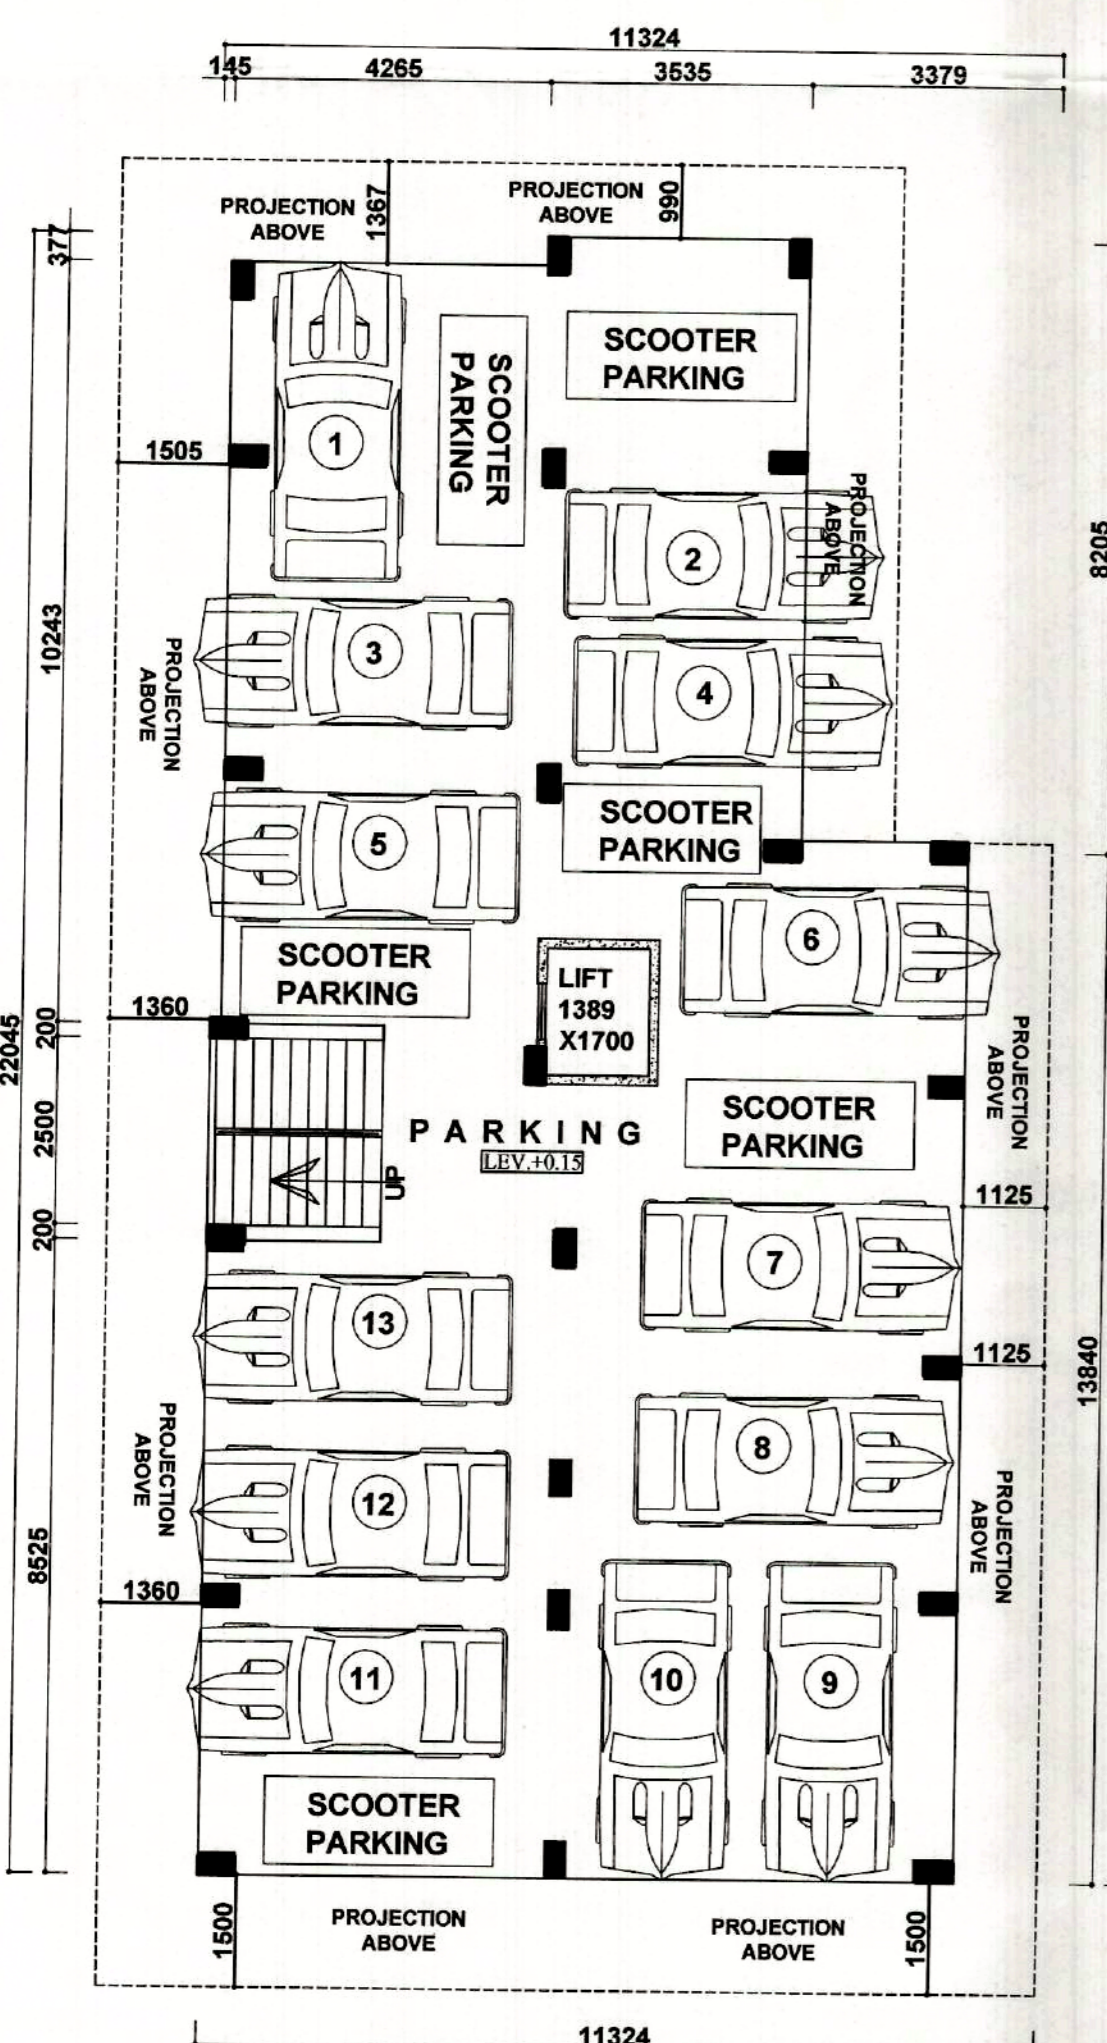 11324
145
4265
3535
3379
PROJECTION
ABOVE
1367
PROJECTION
ABOVE
990
377
SCOOTER
PARKING
SCOOTER
PARKING
1
1505
2
PROJECTION
ABOVE
8205
10243
3
PROJECTION
ABOVE
4
SCOOTER
PARKING
5
6
SCOOTER
PARKING
LIFT
1389
X1700
1360
200
22045
2500
200
PROJECTION
ABOVE
SCOOTER
PARKING
PARKING
LEV.+0.15
UP
1125
7
13
1125
13840
PROJECTION
ABOVE
8
12
PROJECTION
ABOVE
8525
1360
11
10
9
SCOOTER
PARKING
1500
PROJECTION
ABOVE
PROJECTION
ABOVE
1500
11324